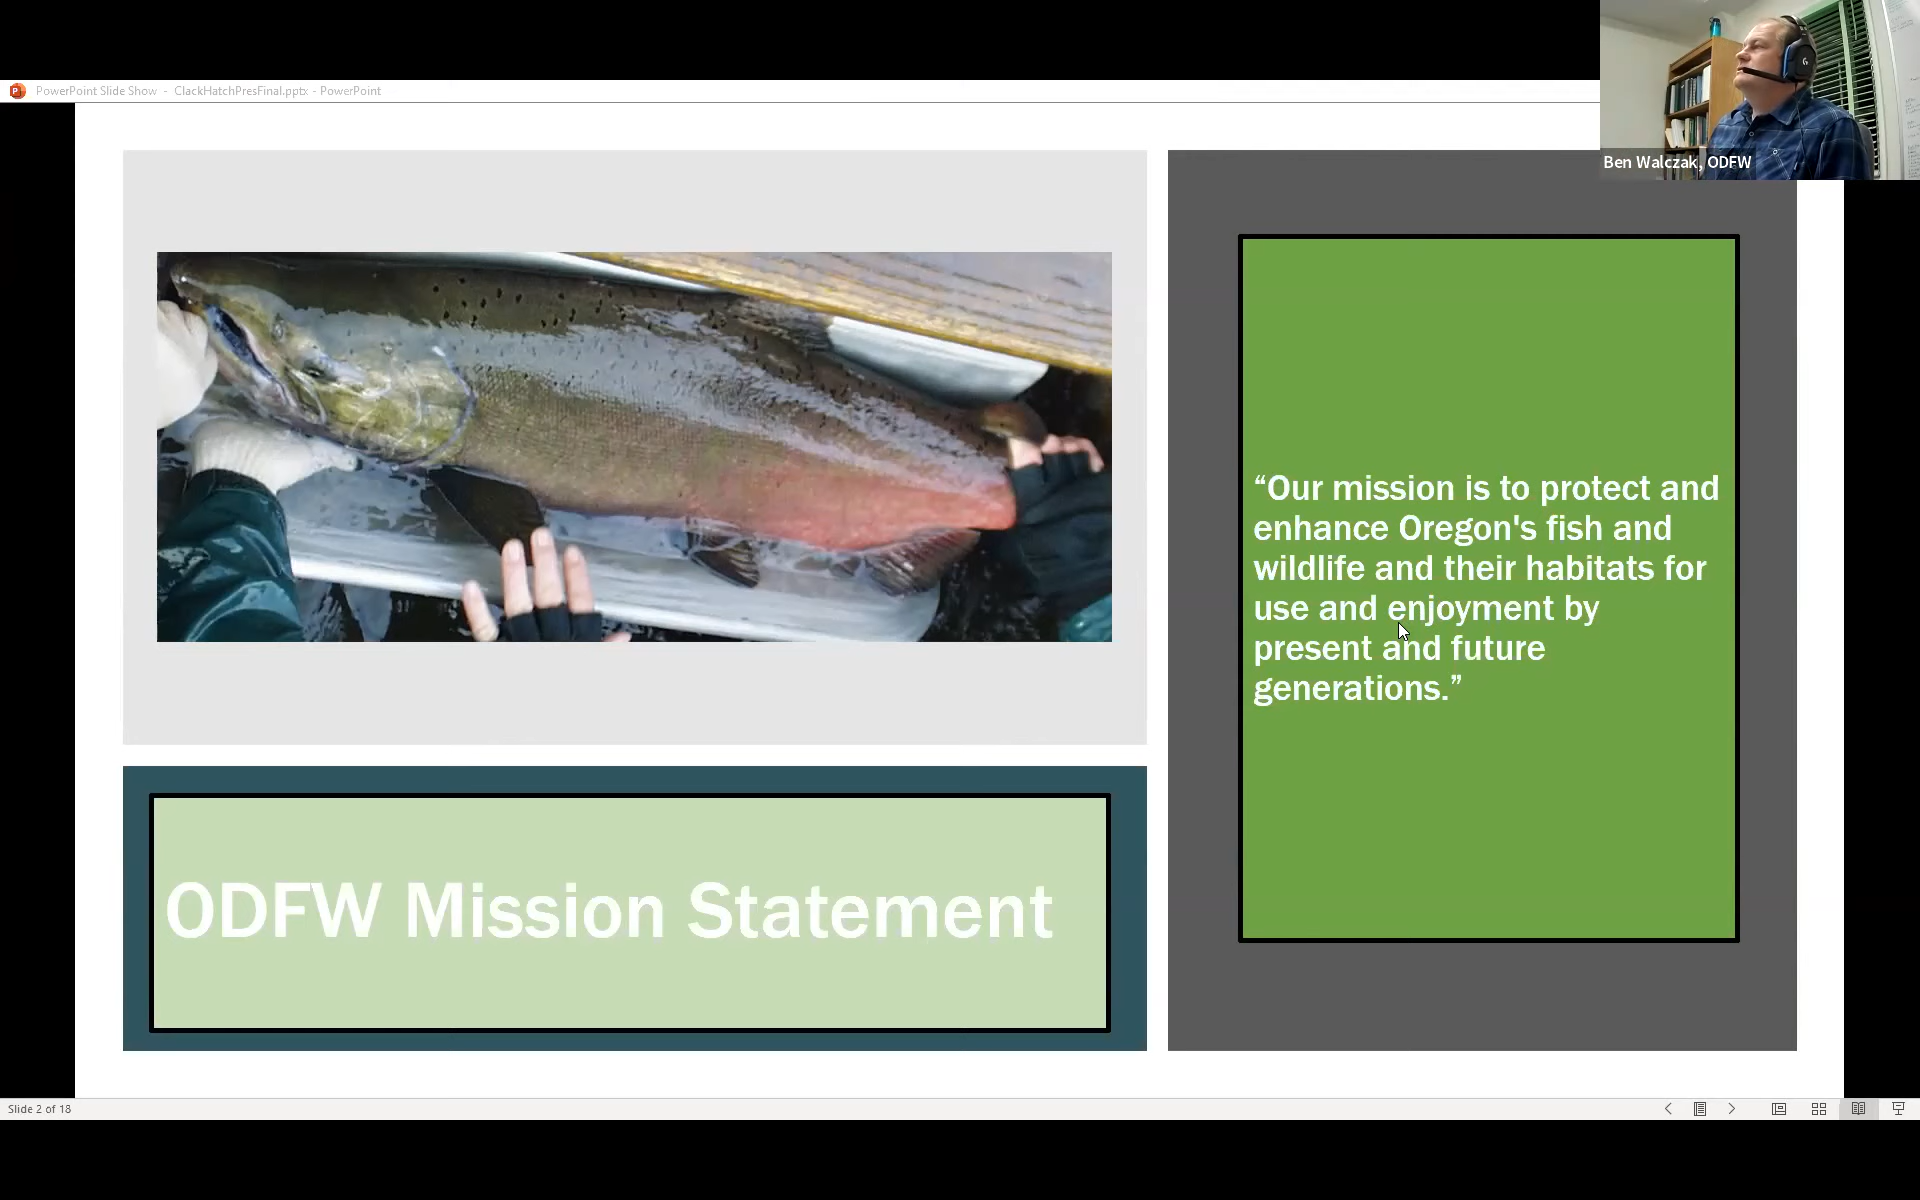 PowerPoint Slide Show - ClackHatchPresFinal.pptx - PowerPoint
Ben Walczak, ODFW
“Our mission is to protect and
enhance Oregon's fish and
wildlife and their habitats for
use and enjoyment by
present and future
generations.”
ODFW Mission Statement
Slide 2 of 18